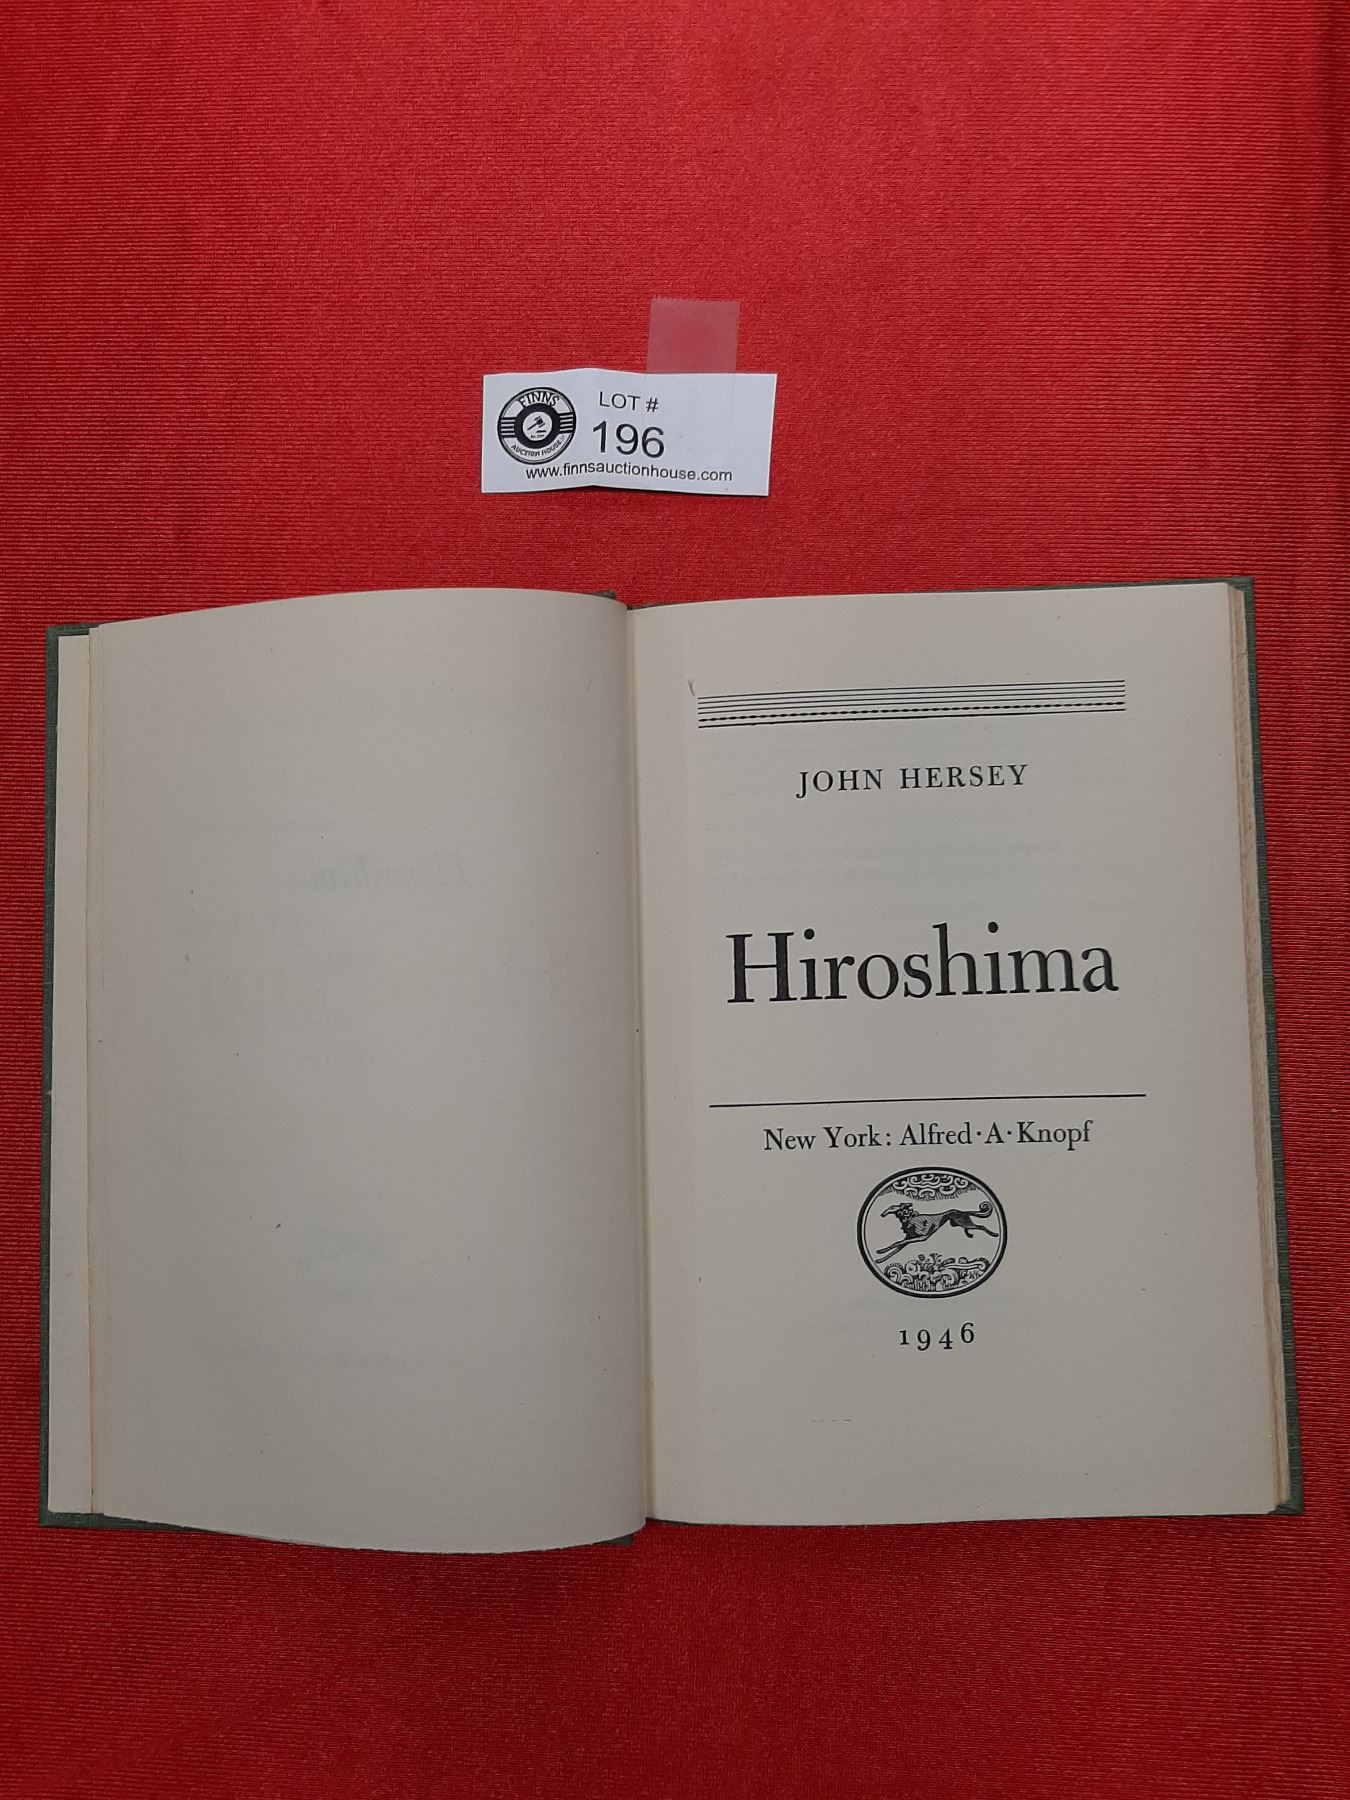 FINNS
AUCTION HOUSE
LOT #
196
www.finnsauctionhouse.com
JOHN HERSEY
Hiroshima
New York: Alfred·A·Knopf
1946